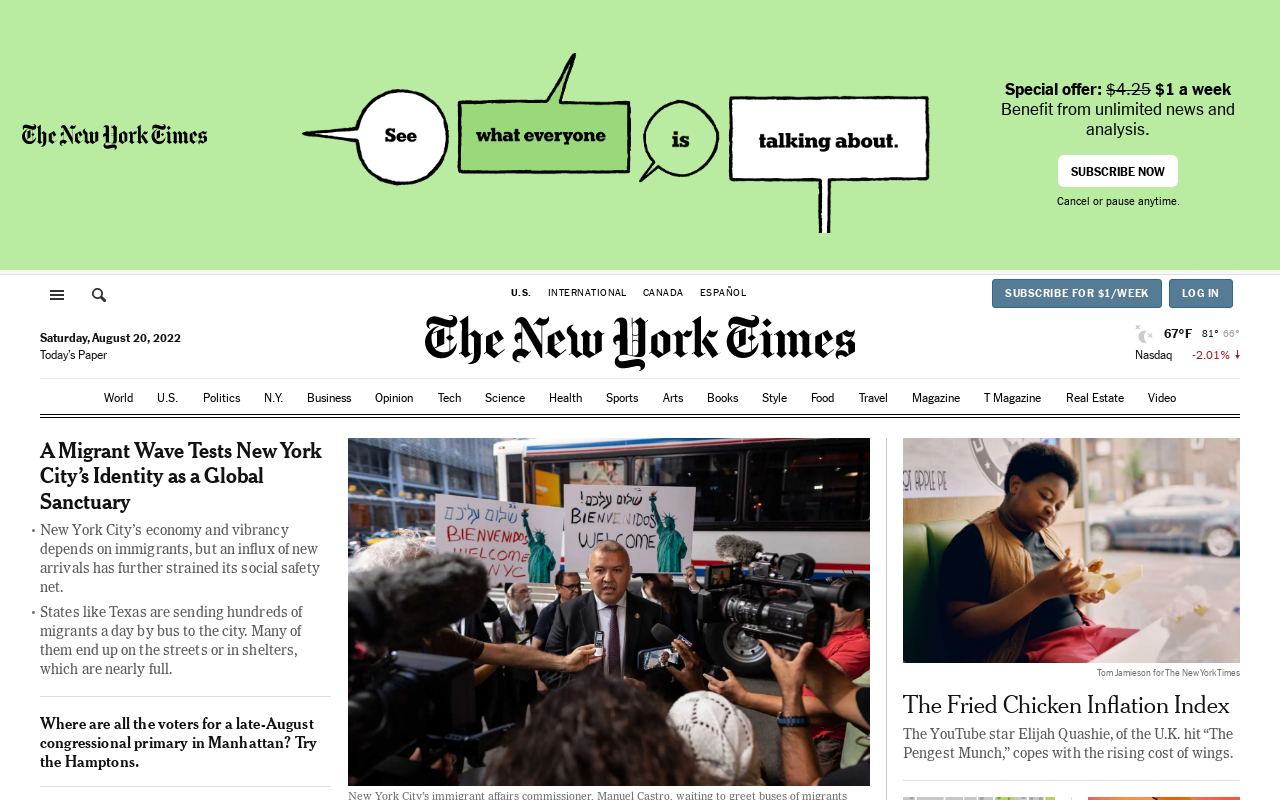 The New York Times
See
what everyone
is
talking about.
Special offer: $4.25 $1 a week
Benefit from unlimited news and
analysis.
SUBSCRIBE NOW
Cancel or pause anytime.
U.S.
INTERNATIONAL
CANADA
ESPAÑOL
SUBSCRIBE FOR $1/WEEK
LOG IN
Saturday, August 20, 2022
Today's Paper
The New York Times
67°F 81° 66°
Nasdaq -2.01%
World
U.S.
Politics
N.Y.
Business
Opinion
Tech
Science
Health
Sports
Arts
Books
Style
Food
Travel
Magazine
T Magazine
Real Estate
Video
A Migrant Wave Tests New York
City's Identity as a Global
Sanctuary
• New York City's economy and vibrancy
depends on immigrants, but an influx of new
arrivals has further strained its social safety
net.
• States like Texas are sending hundreds of
migrants a day by bus to the city. Many of
them end up on the streets or in shelters,
which are nearly full.
Where are all the voters for a late-August
congressional primary in Manhattan? Try
the Hamptons.
שלום עליכם
BIENVENIDOS
WELCOME
NYC
שלום עליכם!
BIENVENIDOS
WELCOME
New York City's immigrant affairs commissioner, Manuel Castro, waiting to greet buses of migrants
APPLE PIE
Tom Jamieson for The New York Times
The Fried Chicken Inflation Index
The YouTube star Elijah Quashie, of the U.K. hit “The
Pengest Munch,” copes with the rising cost of wings.